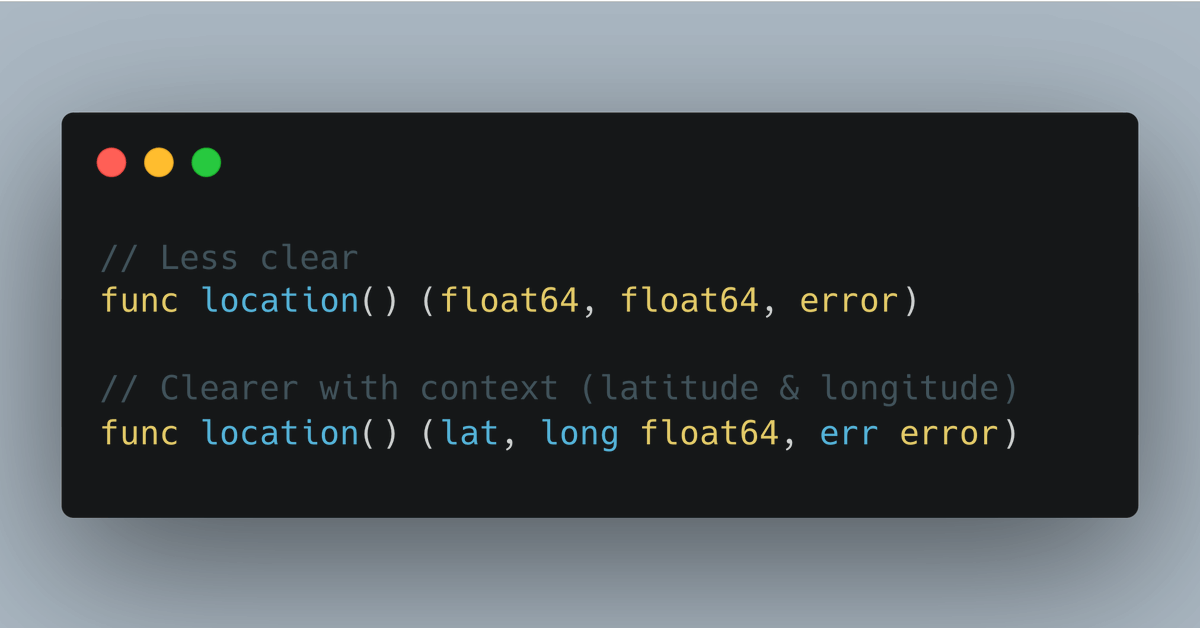 // Less clear
func location() (float64, float64, error)
// Clearer with context (latitude & longitude)
func location() (lat, long float64, err error)